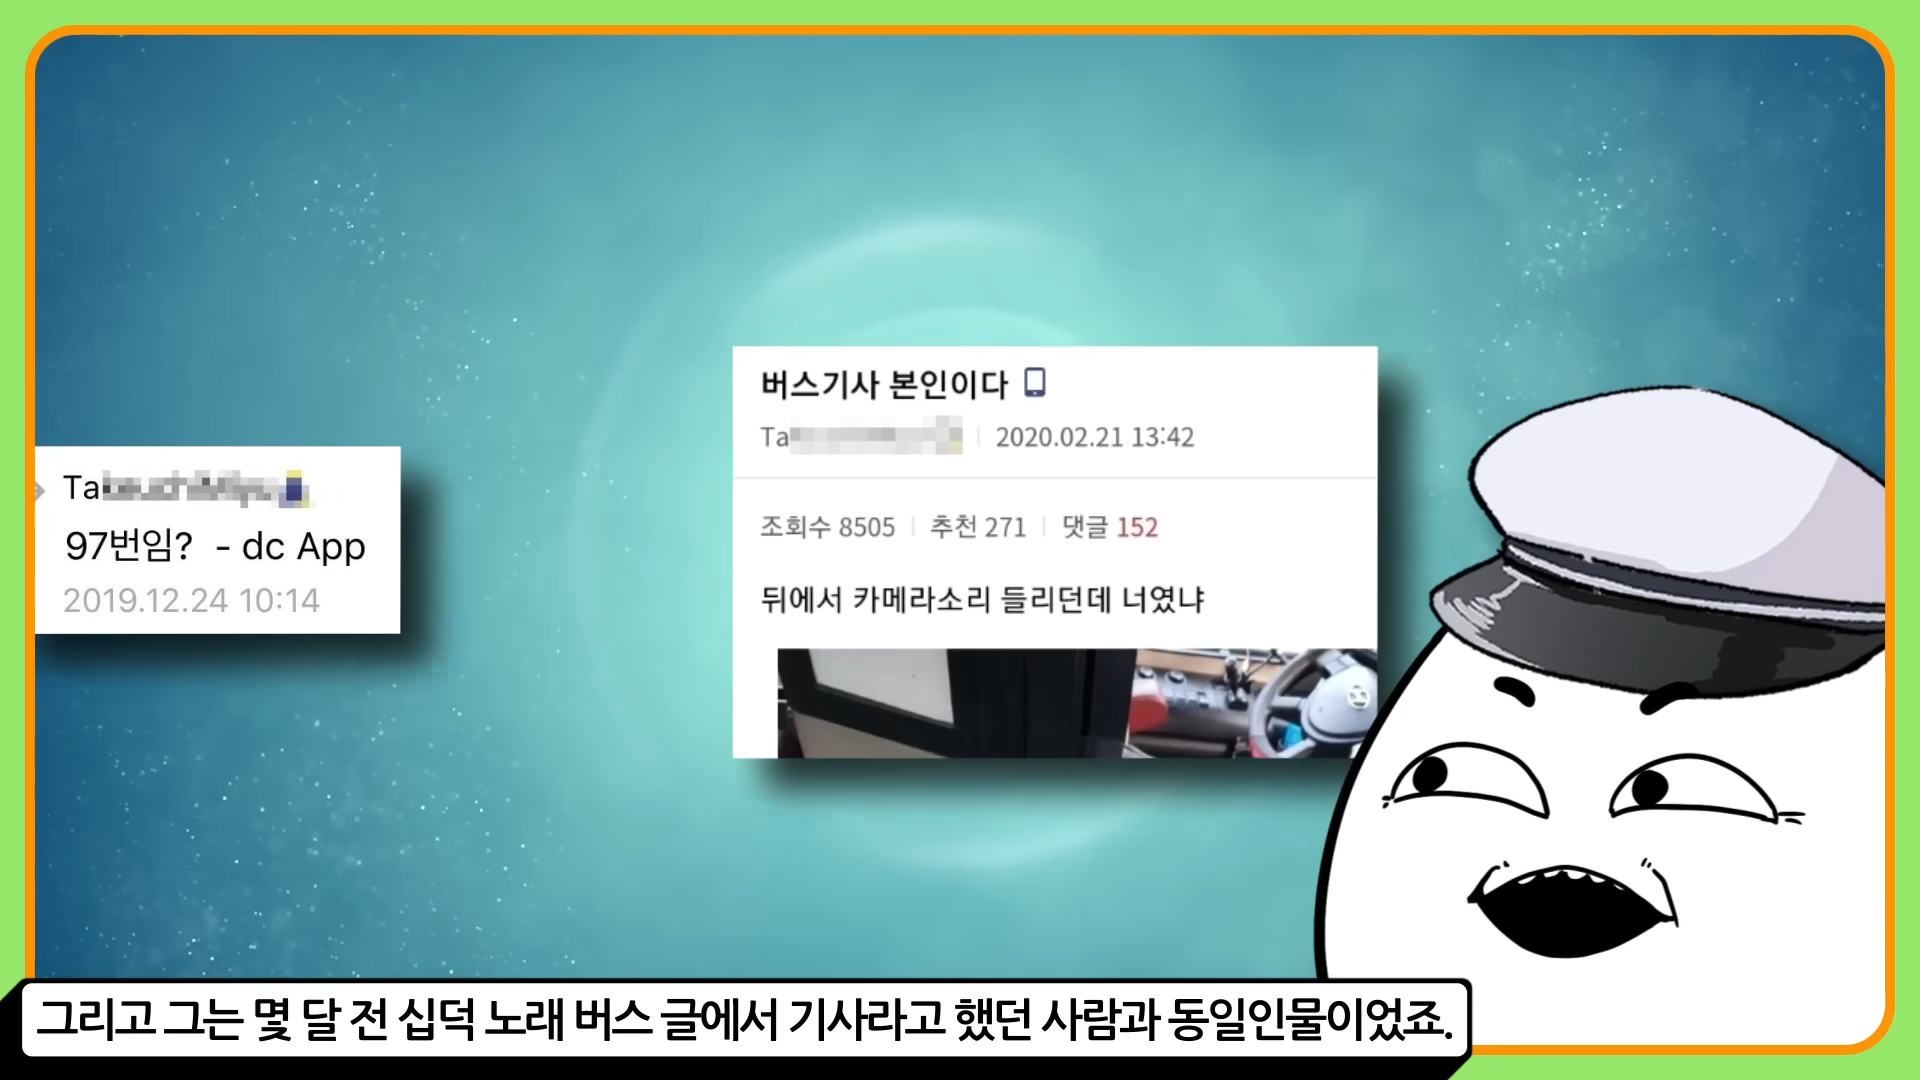 Ta
97번임? - dc App
2019.12.24 10:14
버스기사 본인이다
Ta
2020.02.21 13:42
조회수 8505 추천 271 댓글 152
뒤에서 카메라소리 들리던데 너였냐
그리고 그는 몇 달 전 십덕 노래 버스 글에서 기사라고 했던 사람과 동일인물이었죠.